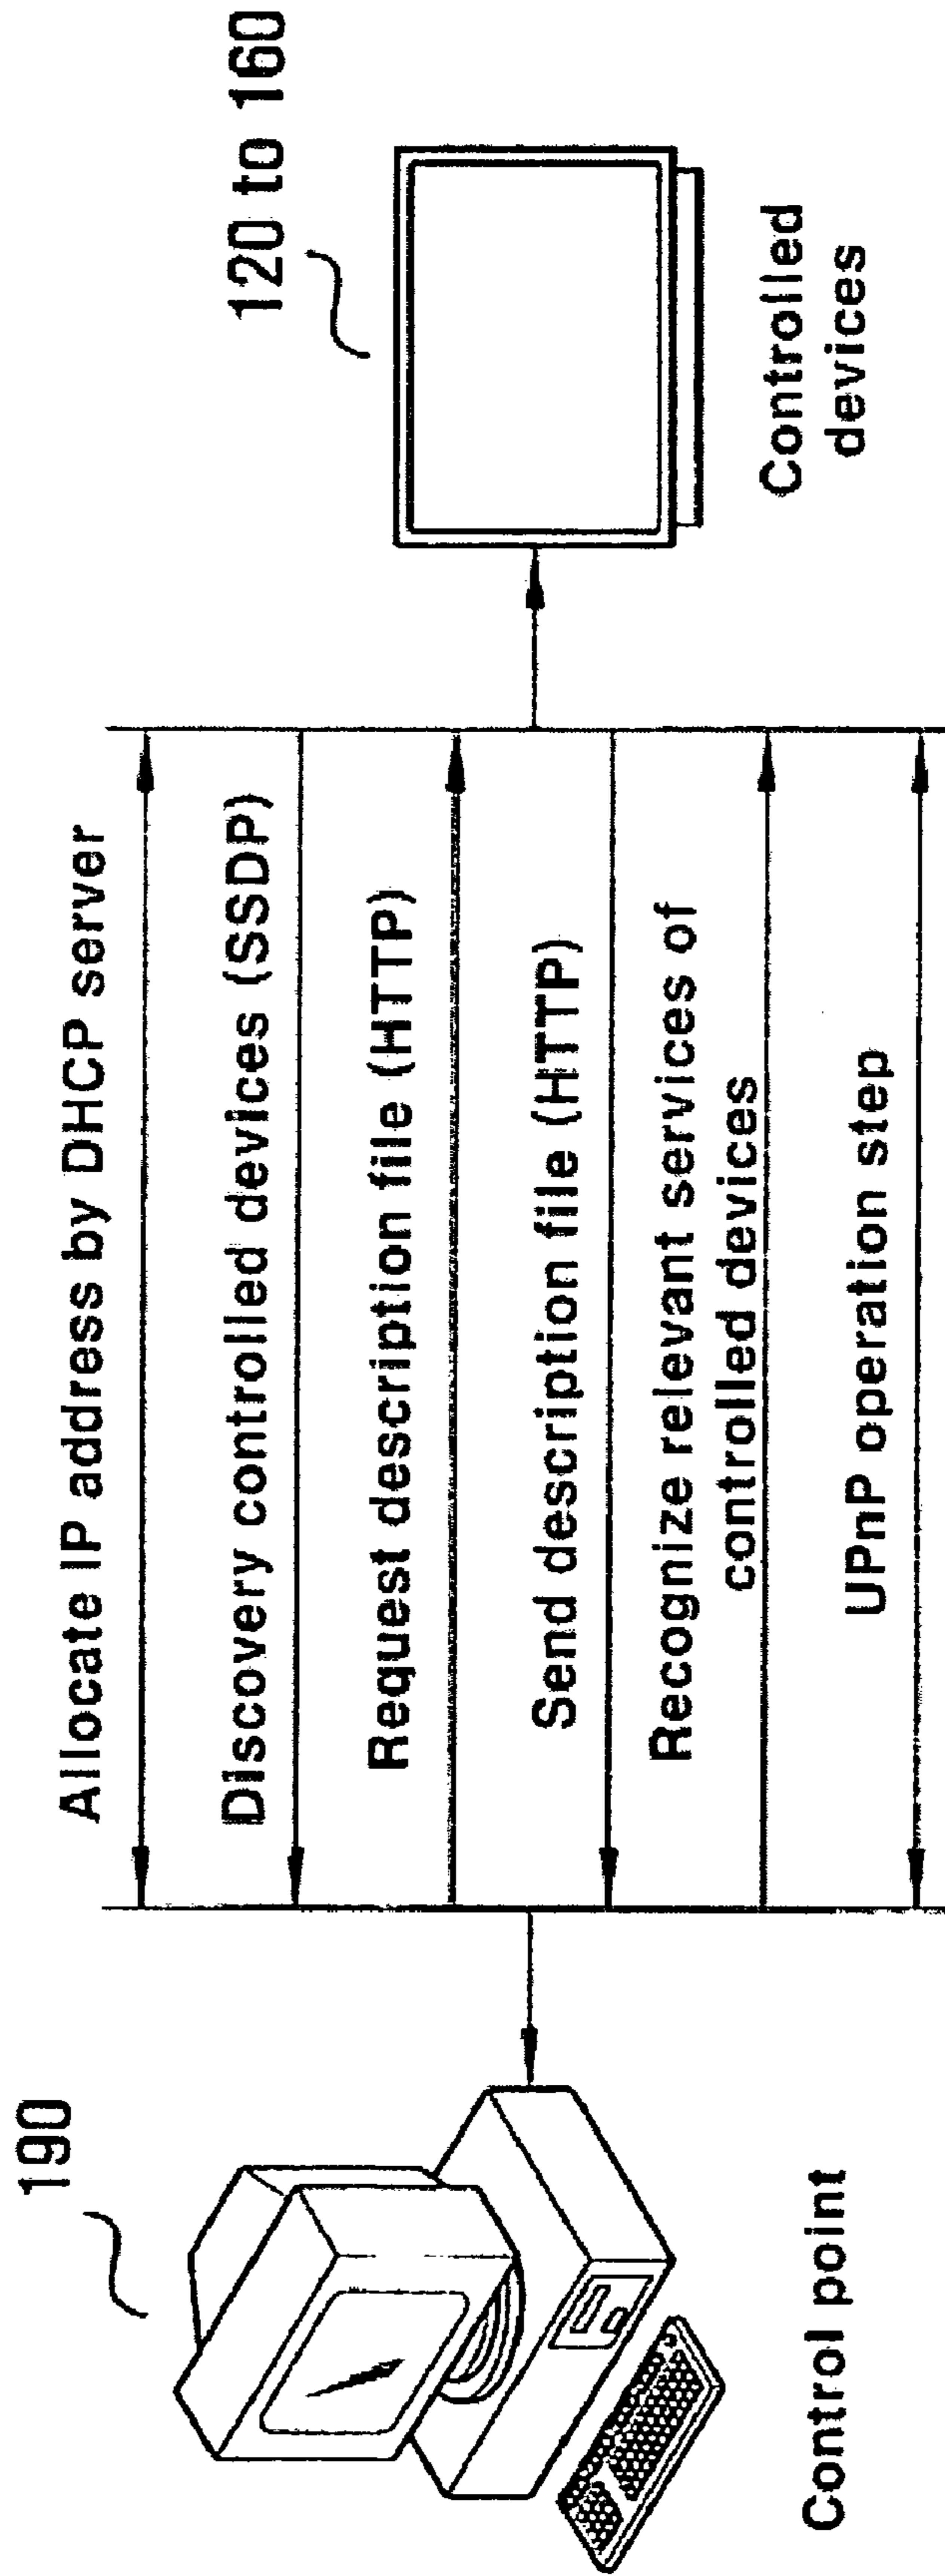 190
120 to 160
Allocate IP address by DHCP server
Discovery controlled devices (SSDP)
Request description file (HTTP)
Send description file (HTTP)
Recognize relevant services of
controlled devices
UPnP operation step
Control point
Controlled
devices